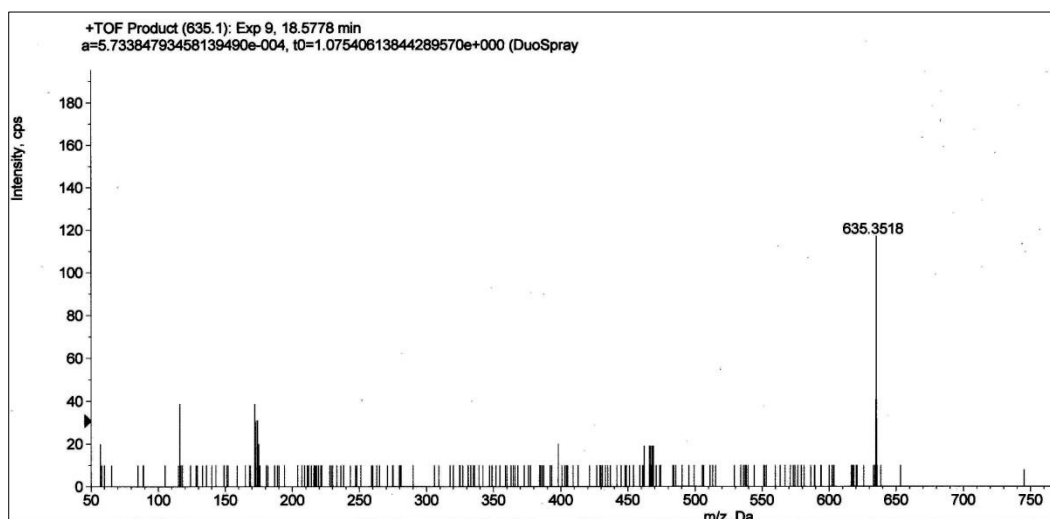 +TOF Product (635.1): Exp 9, 18.5778 min
a=5.73384793458139490e-004, t0=1.07540613844289570e+000 (DuoSpray
Intensity, cps
180
160
140
120
100
80
60
40
20
0
635.3518
50 100 150 200 250 300 350 400 450 500 550 600 650 700 750
m/z, Da